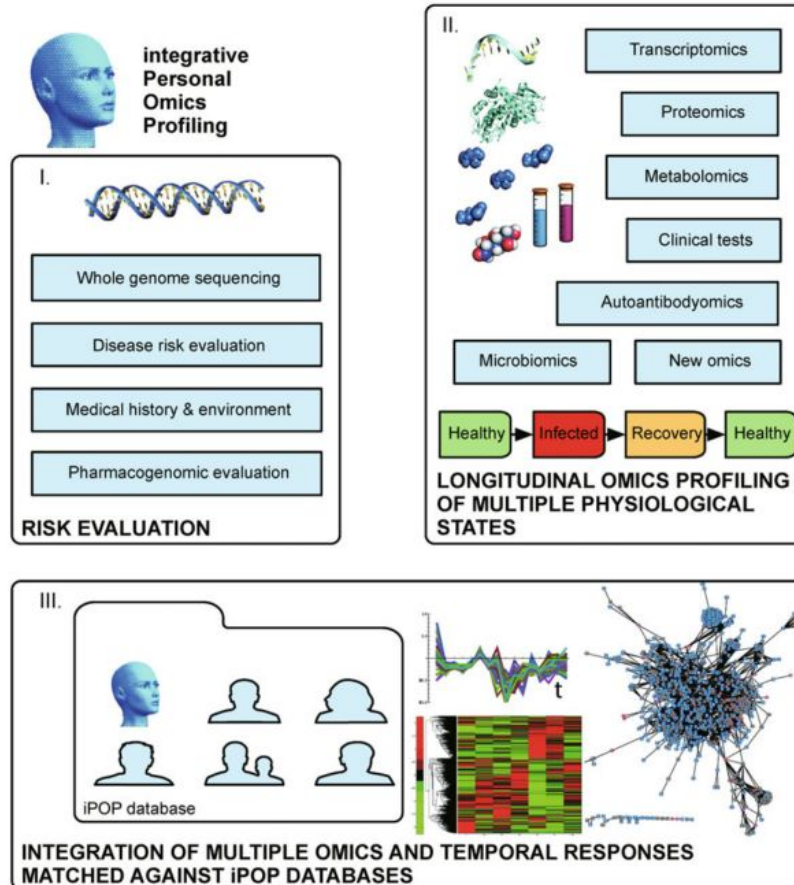 integrative
Personal
Omics
Profiling
I.
Whole genome sequencing
Disease risk evaluation
Medical history & environment
Pharmacogenomic evaluation
RISK EVALUATION
II.
Transcriptomics
Proteomics
Metabolomics
Clinical tests
Autoantibodyomics
Microbiomics New omics
Healthy Infected Recovery Healthy
LONGITUDINAL OMICS PROFILING
OF MULTIPLE PHYSIOLOGICAL
STATES
III.
t
iPOP database
INTEGRATION OF MULTIPLE OMICS AND TEMPORAL RESPONSES
MATCHED AGAINST iPOP DATABASES